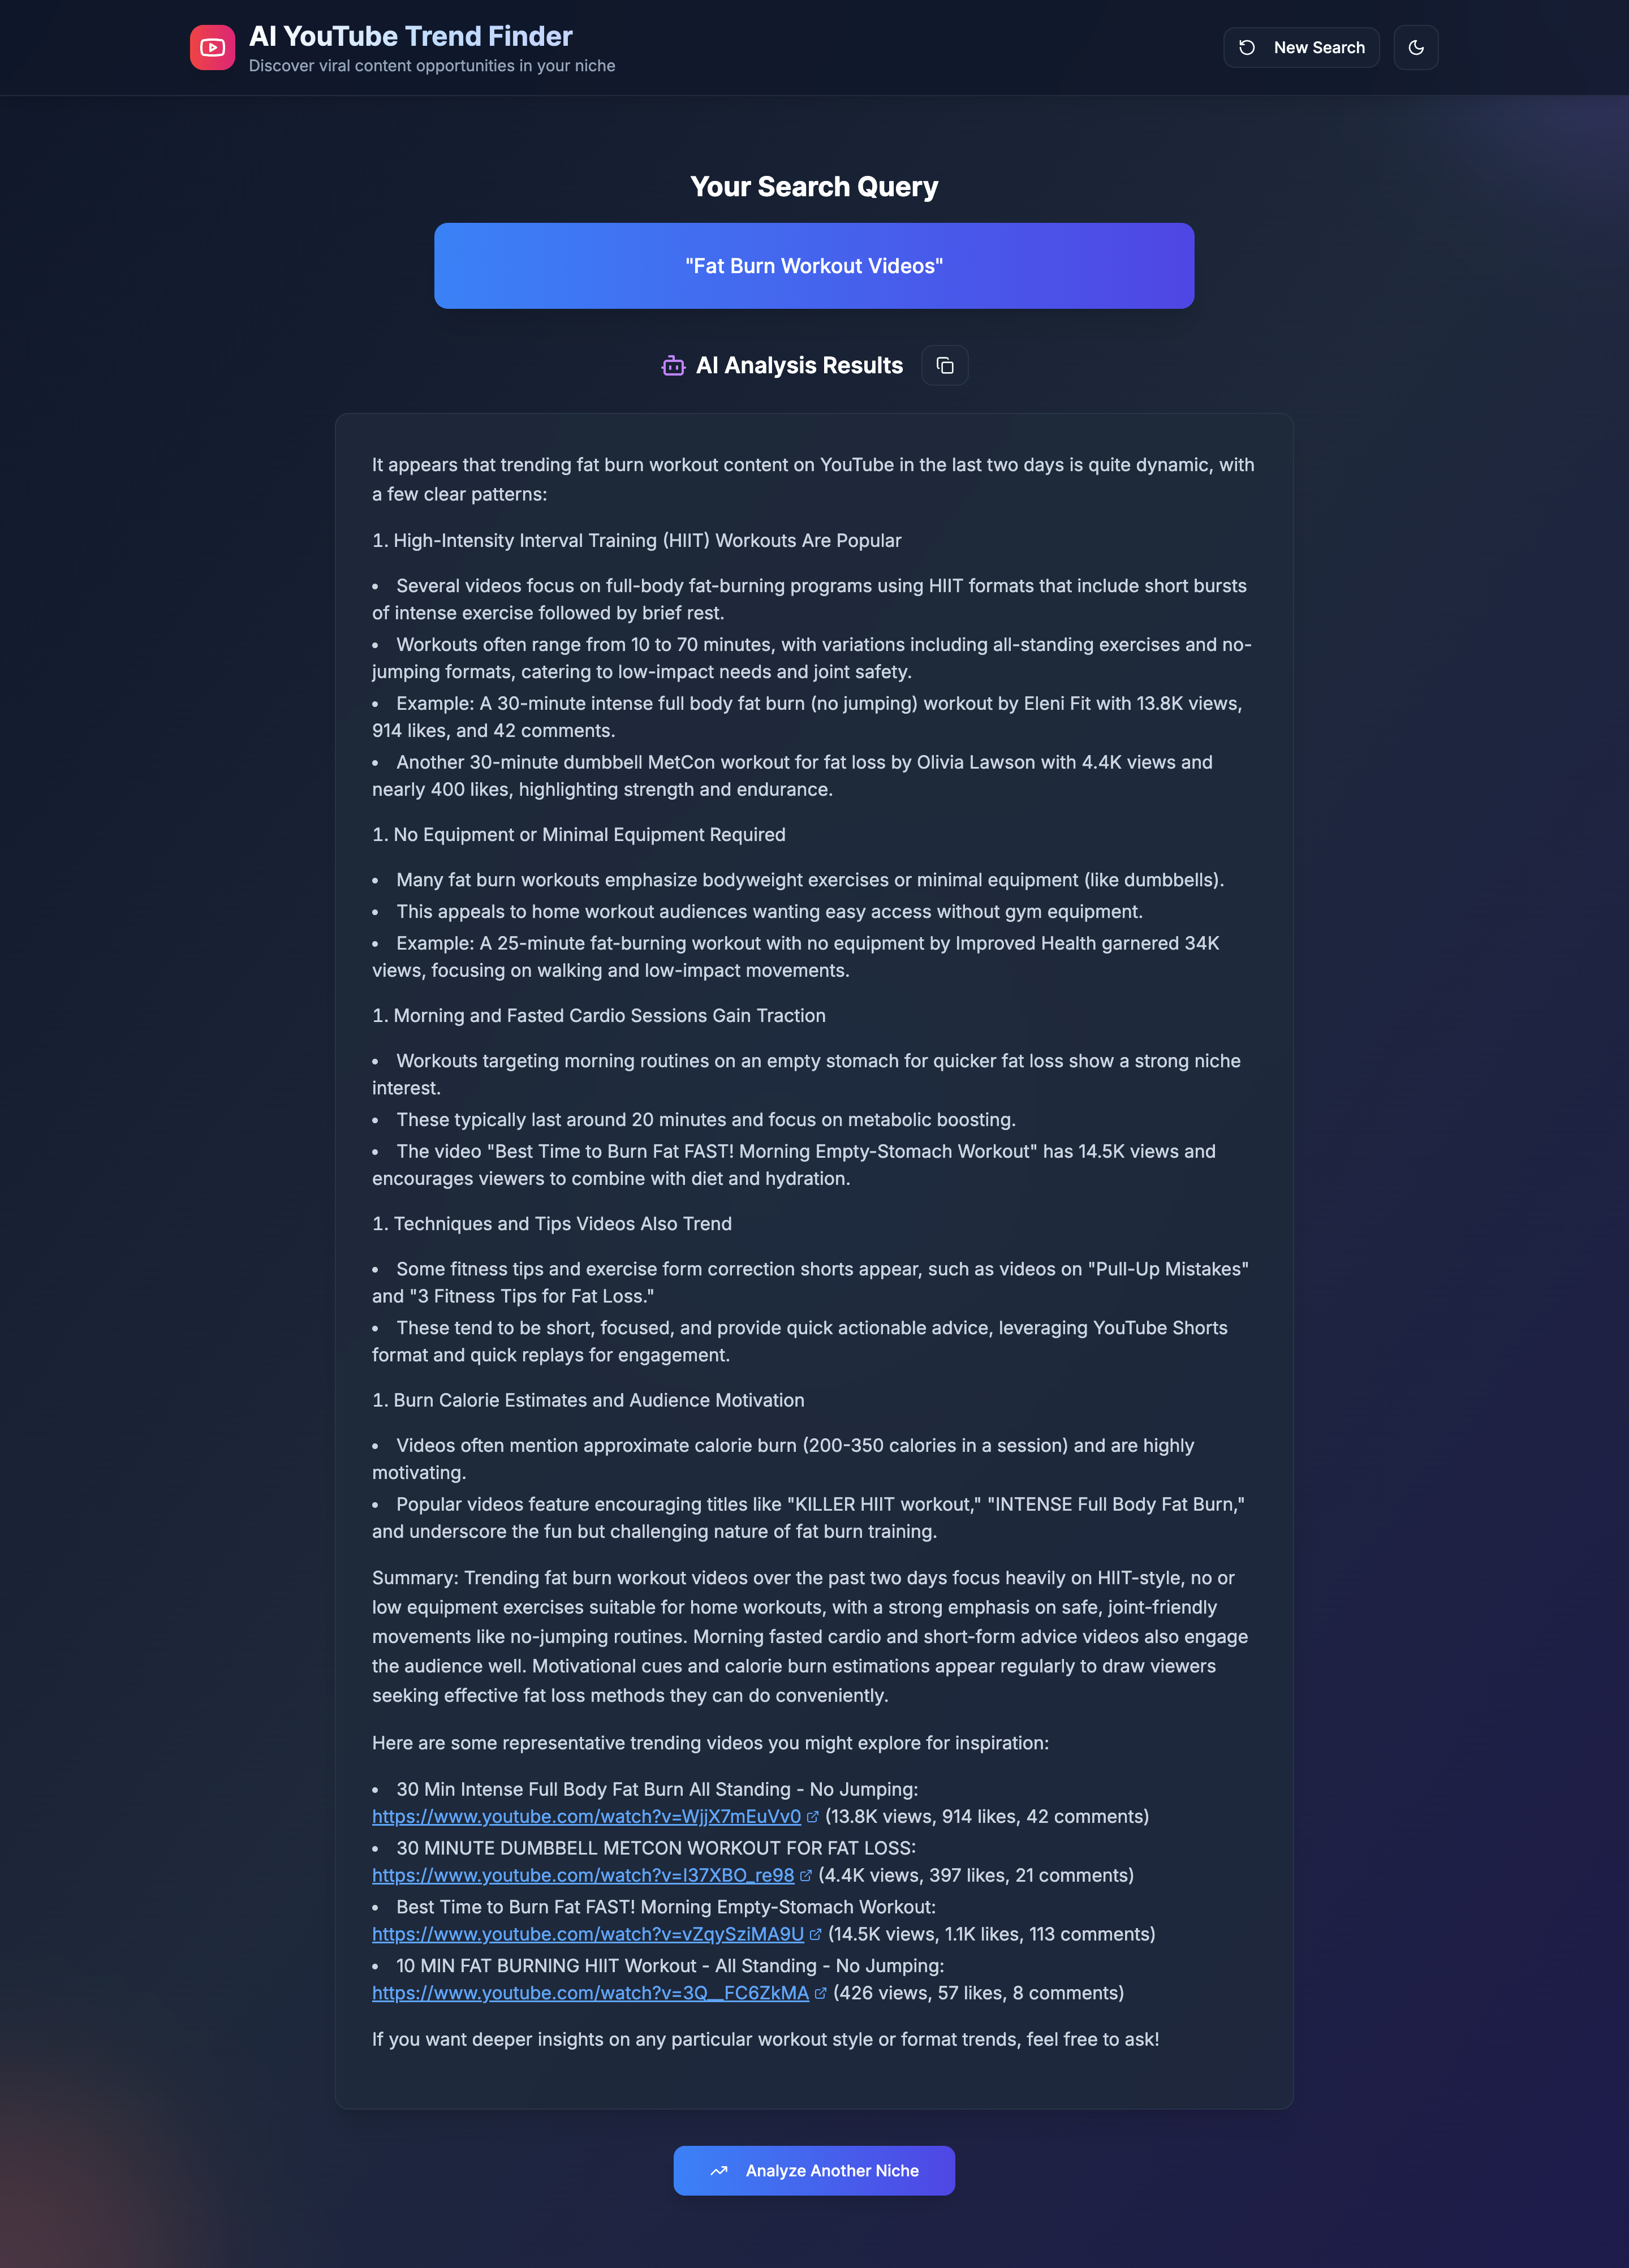 AI YouTube Trend Finder
Discover viral content opportunities in your niche
New Search
Your Search Query
"Fat Burn Workout Videos"
AI Analysis Results
It appears that trending fat burn workout content on YouTube in the last two days is quite dynamic, with
a few clear patterns:
1. High-Intensity Interval Training (HIIT) Workouts Are Popular
• Several videos focus on full-body fat-burning programs using HIIT formats that include short bursts
of intense exercise followed by brief rest.
• Workouts often range from 10 to 70 minutes, with variations including all-standing exercises and no-
jumping formats, catering to low-impact needs and joint safety.
• Example: A 30-minute intense full body fat burn (no jumping) workout by Eleni Fit with 13.8K views,
914 likes, and 42 comments.
• Another 30-minute dumbbell MetCon workout for fat loss by Olivia Lawson with 4.4K views and
nearly 400 likes, highlighting strength and endurance.
1. No Equipment or Minimal Equipment Required
• Many fat burn workouts emphasize bodyweight exercises or minimal equipment (like dumbbells).
• This appeals to home workout audiences wanting easy access without gym equipment.
• Example: A 25-minute fat-burning workout with no equipment by Improved Health garnered 34K
views, focusing on walking and low-impact movements.
1. Morning and Fasted Cardio Sessions Gain Traction
• Workouts targeting morning routines on an empty stomach for quicker fat loss show a strong niche
interest.
• These typically last around 20 minutes and focus on metabolic boosting.
• The video "Best Time to Burn Fat FAST! Morning Empty-Stomach Workout" has 14.5K views and
encourages viewers to combine with diet and hydration.
1. Techniques and Tips Videos Also Trend
• Some fitness tips and exercise form correction shorts appear, such as videos on "Pull-Up Mistakes"
and "3 Fitness Tips for Fat Loss."
• These tend to be short, focused, and provide quick actionable advice, leveraging YouTube Shorts
format and quick replays for engagement.
1. Burn Calorie Estimates and Audience Motivation
• Videos often mention approximate calorie burn (200-350 calories in a session) and are highly
motivating.
• Popular videos feature encouraging titles like "KILLER HIIT workout," "INTENSE Full Body Fat Burn,"
and underscore the fun but challenging nature of fat burn training.
Summary: Trending fat burn workout videos over the past two days focus heavily on HIIT-style, no or
low equipment exercises suitable for home workouts, with a strong emphasis on safe, joint-friendly
movements like no-jumping routines. Morning fasted cardio and short-form advice videos also engage
the audience well. Motivational cues and calorie burn estimations appear regularly to draw viewers
seeking effective fat loss methods they can do conveniently.
Here are some representative trending videos you might explore for inspiration:
• 30 Min Intense Full Body Fat Burn All Standing - No Jumping:
https://www.youtube.com/watch?v=WjjX7mEuVv0 (13.8K views, 914 likes, 42 comments)
• 30 MINUTE DUMBBELL METCON WORKOUT FOR FAT LOSS:
https://www.youtube.com/watch?v=I37XBO_re98 (4.4K views, 397 likes, 21 comments)
• Best Time to Burn Fat FAST! Morning Empty-Stomach Workout:
https://www.youtube.com/watch?v=vZqySziMA9U (14.5K views, 1.1K likes, 113 comments)
• 10 MIN FAT BURNING HIIT Workout - All Standing - No Jumping:
https://www.youtube.com/watch?v=3Q__FC6ZkMA (426 views, 57 likes, 8 comments)
If you want deeper insights on any particular workout style or format trends, feel free to ask!
Analyze Another Niche